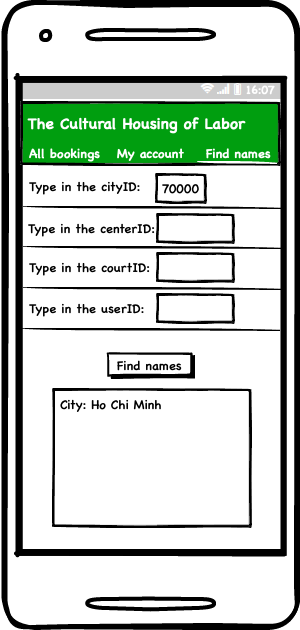 16:07
The Cultural Housing of Labor
All bookings My account Find names
Type in the cityID: 70000
Type in the centerID:
Type in the courtID:
Type in the userID:
Find names
City: Ho Chi Minh